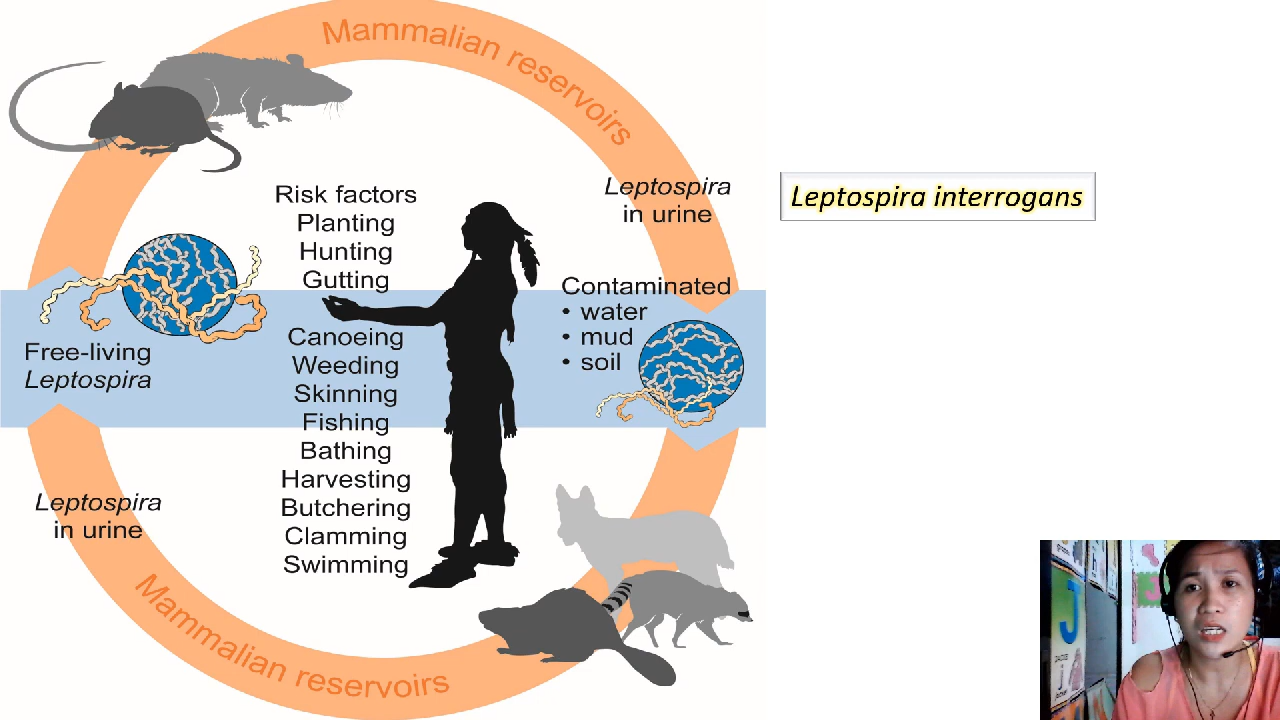 Mammalian reservoirs
Leptospira
in urine
Leptospira interrogans
Risk factors
Planting
Hunting
Gutting
Canoeing
Weeding
Skinning
Fishing
Bathing
Harvesting
Butchering
Clamming
Swimming
Contaminated
• water
• mud
• soil
Free-living
Leptospira
Leptospira
in urine
Mammalian reservoirs
J
J